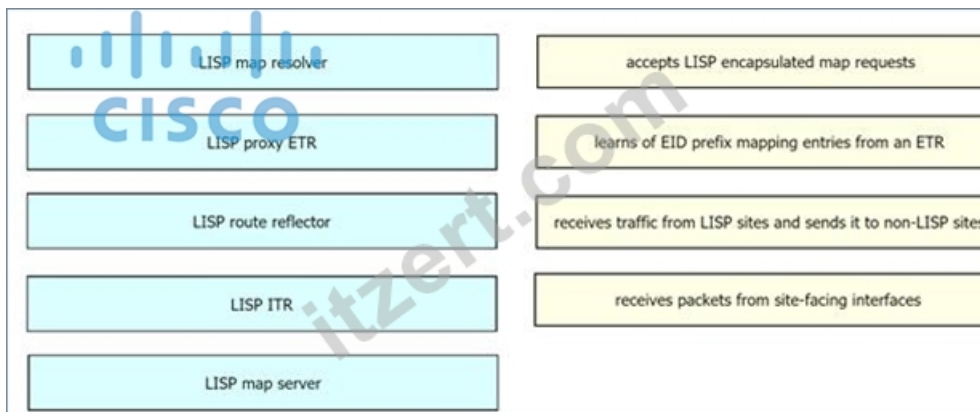 LISP map resolver
CISCO
LISP proxy ETR
LISP route reflector
LISP ITR
LISP map server
accepts LISP encapsulated map requests
learns of EID prefix mapping entries from an ETR
receives traffic from LISP sites and sends it to non-LISP sites
receives packets from site-facing interfaces
itzert.com